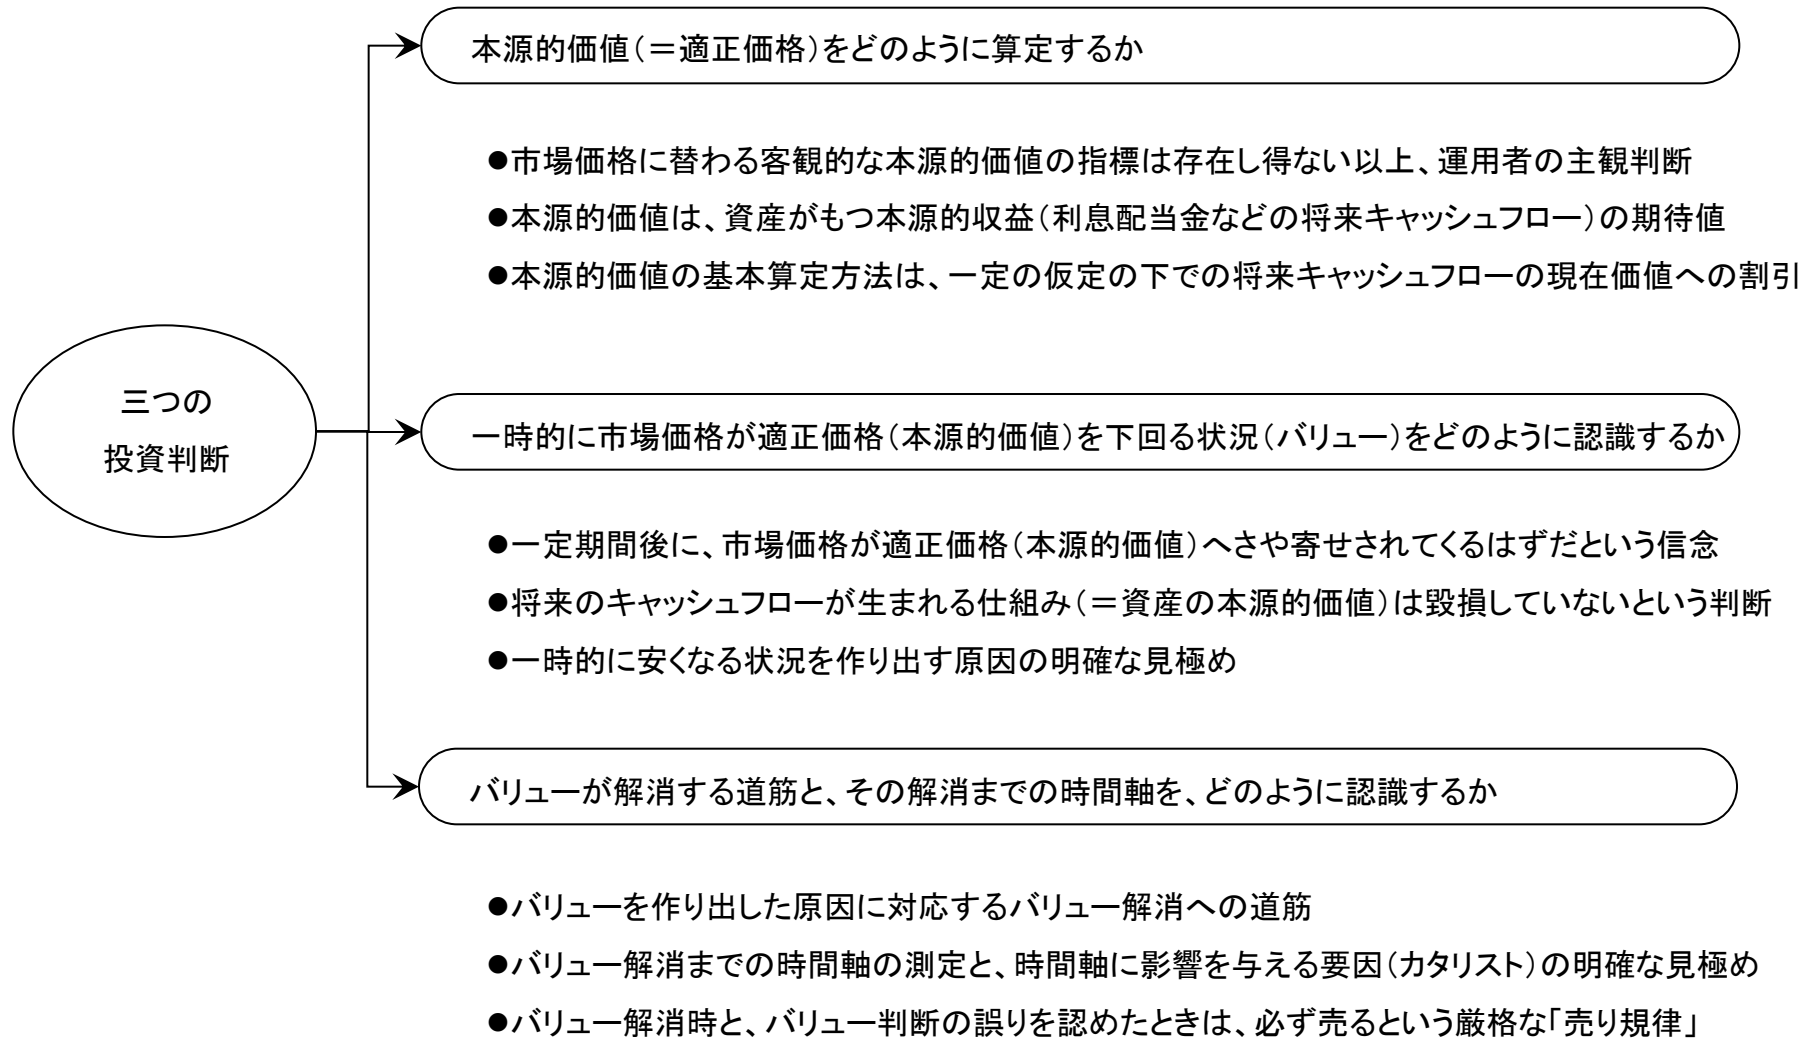 本源的価値(＝適正価格)をどのように算定するか
●市場価格に替わる客観的な本源的価値の指標は存在し得ない以上、運用者の主観判断
●本源的価値は、資産がもつ本源的収益(利息配当金などの将来キャッシュフロー)の期待値
●本源的価値の基本算定方法は、一定の仮定の下での将来キャッシュフローの現在価値への割引
三つの
投資判断
一時的に市場価格が適正価格(本源的価値)を下回る状況(バリュー)をどのように認識するか
●一定期間後に、市場価格が適正価格(本源的価値)へさや寄せされてくるはずだという信念
●将来のキャッシュフローが生まれる仕組み(＝資産の本源的価値)は毀損していないという判断
●一時的に安くなる状況を作り出す原因の明確な見極め
バリューが解消する道筋と、その解消までの時間軸を、どのように認識するか
●バリューを作り出した原因に対応するバリュー解消への道筋
●バリュー解消までの時間軸の測定と、時間軸に影響を与える要因(カタリスト)の明確な見極め
●バリュー解消時と、バリュー判断の誤りを認めたときは、必ず売るという厳格な「売り規律」